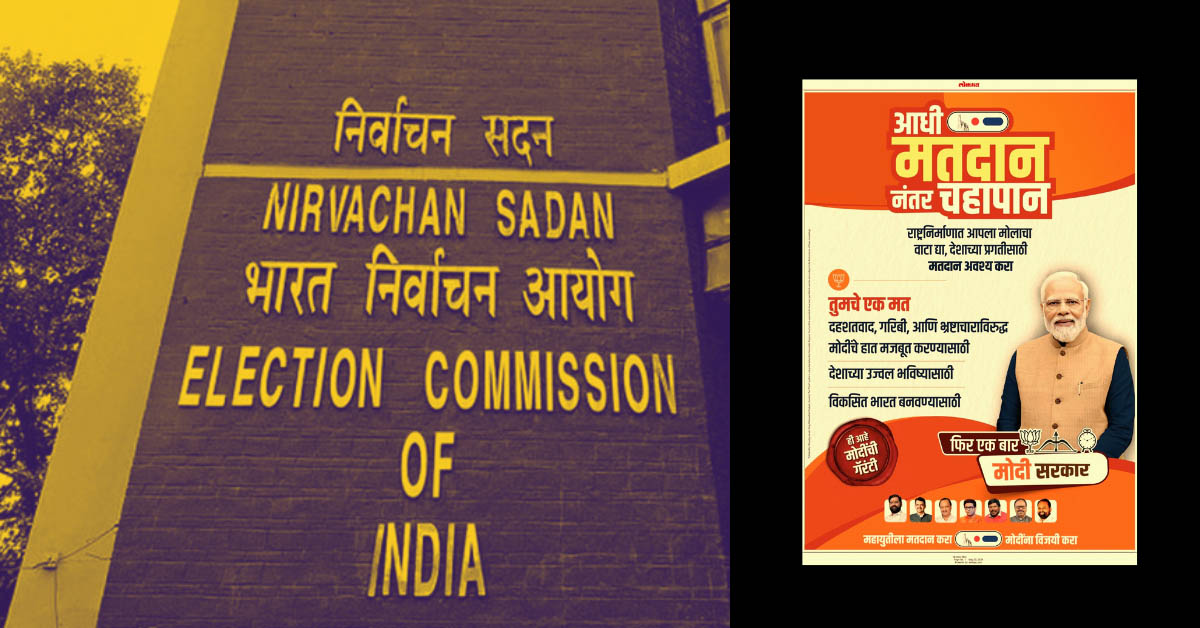 निर्वाचन सदन
NIRVACHAN SADAN
भारत निर्वाचन आयोग
ELECTION COMMISSION
OF
INDIA
लोकमत
आधी
मतदान
नंतर चहापान
राष्ट्रनिर्माणात आपला मोलाचा
वाटा द्या, देशाच्या प्रगतीसाठी
मतदान अवश्य करा
तुमचे एक मत
दहशतवाद, गरिबी, आणि भ्रष्टाचाराविरुद्ध
मोदींचे हात मजबूत करण्यासाठी
देशाच्या उज्वल भविष्यासाठी
विकसित भारत बनवण्यासाठी
ही आहे
मोदींची
गॅरंटी
फिर एक बार
मोदी सरकार
महायुतीला मतदान करा
मोदींना विजयी करा